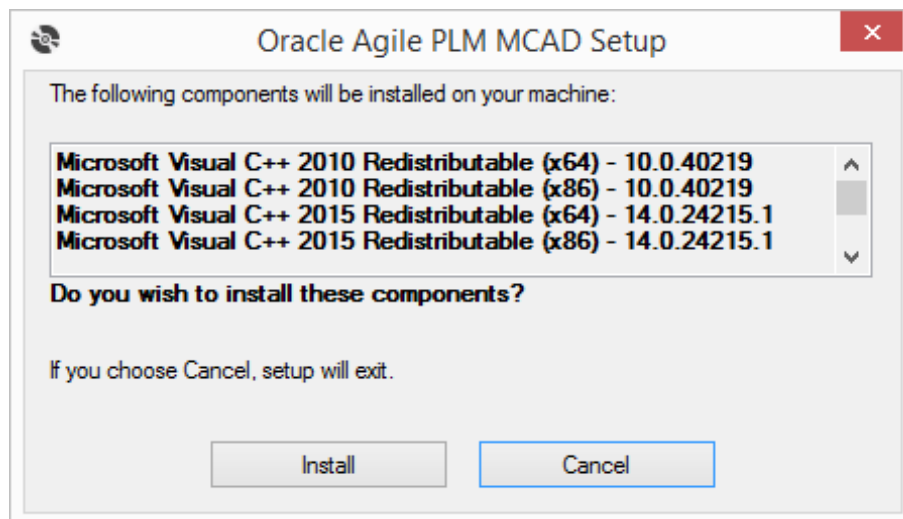 Oracle Agile PLM MCAD Setup
The following components will be installed on your machine:
Microsoft Visual C++ 2010 Redistributable (x64) - 10.0.40219
Microsoft Visual C++ 2010 Redistributable (x86) - 10.0.40219
Microsoft Visual C++ 2015 Redistributable (x64) - 14.0.24215.1
Microsoft Visual C++ 2015 Redistributable (x86) - 14.0.24215.1
Do you wish to install these components?
If you choose Cancel, setup will exit.
Install Cancel